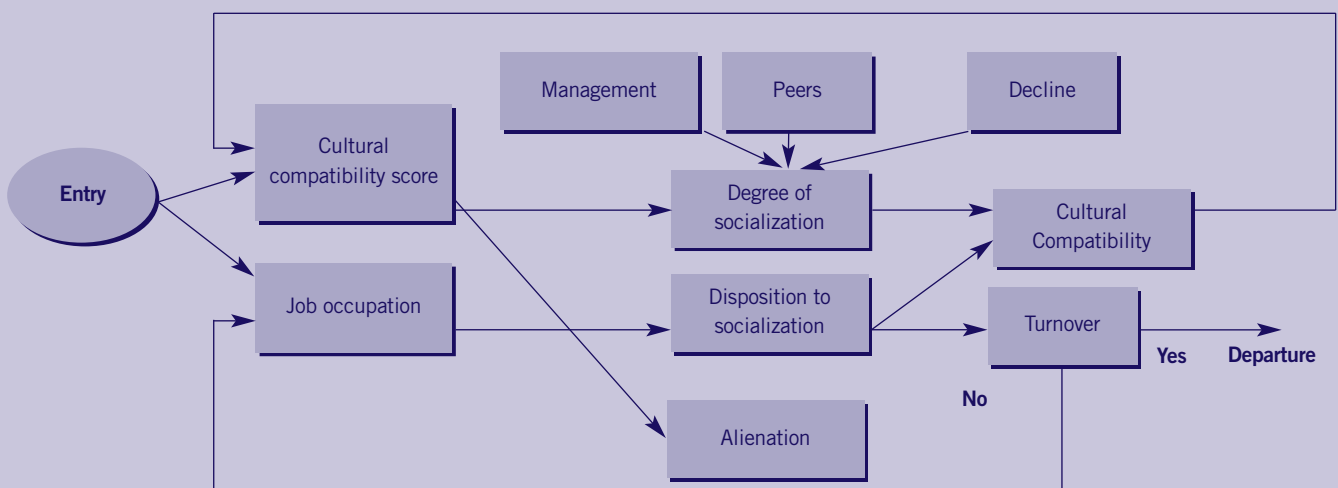 Management
Peers
Decline
Cultural
compatibility score
Entry
Degree of
socialization
Cultural
Compatibility
Job occupation
Disposition to
socialization
Turnover
Yes
Departure
No
Alienation